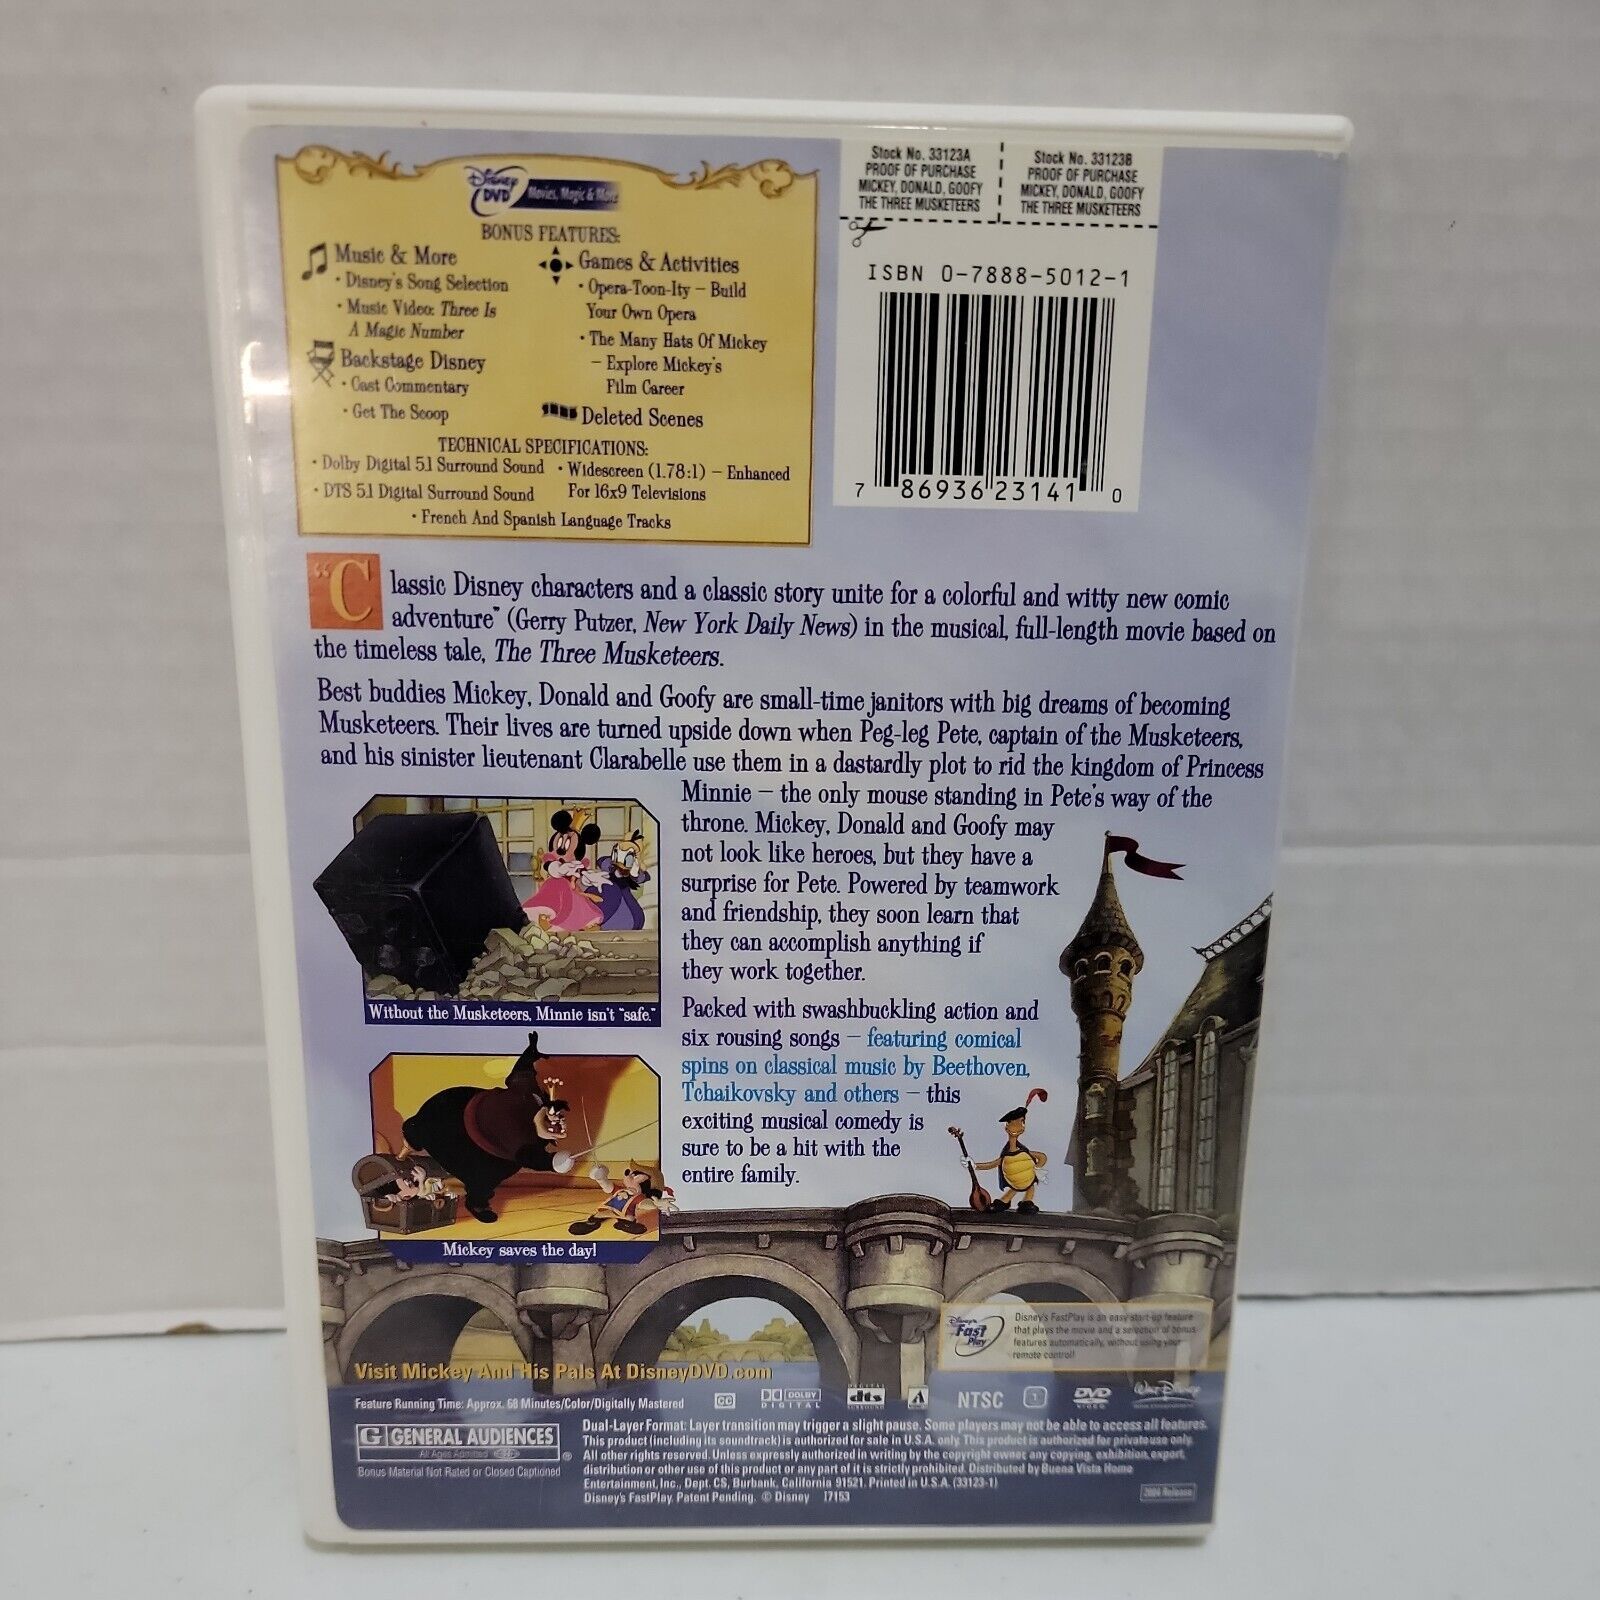 Disney DVD Movies, Magic & More
BONUS FEATURES:
Music & More
• Disney's Song Selection
• Music Video: Three Is
A Magic Number
Backstage Disney
• Cast Commentary
• Get The Scoop
Games & Activities
• Opera-Toon-Ity – Build
Your Own Opera
• The Many Hats Of Mickey
– Explore Mickey's
Film Career
Deleted Scenes
TECHNICAL SPECIFICATIONS:
• Dolby Digital 5.1 Surround Sound
• DTS 5.1 Digital Surround Sound
• Widescreen (1.78:1) – Enhanced
For 16x9 Televisions
• French And Spanish Language Tracks
Stock No. 33123A
PROOF OF PURCHASE
MICKEY, DONALD, GOOFY
THE THREE MUSKETEERS
Stock No. 33123B
PROOF OF PURCHASE
MICKEY, DONALD, GOOFY
THE THREE MUSKETEERS
ISBN 0-7888-5012-1
7 86936 23141 0
"Classic Disney characters and a classic story unite for a colorful and witty new comic
adventure" (Gerry Putzer, New York Daily News) in the musical, full-length movie based on
the timeless tale, The Three Musketeers.
Best buddies Mickey, Donald and Goofy are small-time janitors with big dreams of becoming
Musketeers. Their lives are turned upside down when Peg-leg Pete, captain of the Musketeers,
and his sinister lieutenant Clarabelle use them in a dastardly plot to rid the kingdom of Princess
Minnie – the only mouse standing in Pete's way of the
throne. Mickey, Donald and Goofy may
not look like heroes, but they have a
surprise for Pete. Powered by teamwork
and friendship, they soon learn that
they can accomplish anything if
they work together.
Packed with swashbuckling action and
six rousing songs – featuring comical
spins on classical music by Beethoven,
Tchaikovsky and others – this
exciting musical comedy is
sure to be a hit with the
entire family.
Without the Musketeers, Minnie isn't "safe."
Mickey saves the day!
Disney's Fast Play
Disney's FastPlay is an easy start-up feature
that plays the movie and a selection of bonus
features automatically, without using your
remote control!
Visit Mickey And His Pals At DisneyDVD.com
Feature Running Time: Approx. 68 Minutes/Color/Digitally Mastered
CC
DOLBY
DIGITAL
DIGITAL
dts
SURROUND
NTSC
1
DVD
VIDEO
Walt Disney
G GENERAL AUDIENCES
All Ages Admitted
®
Bonus Material Not Rated or Closed Captioned
Dual-Layer Format: Layer transition may trigger a slight pause. Some players may not be able to access all features.
This product (including its soundtrack) is authorized for sale in U.S.A. only. This product is authorized for private use only.
All other rights reserved. Unless expressly authorized in writing by the copyright owner, any copying, exhibition, export,
distribution or other use of this product or any part of it is strictly prohibited. Distributed by Buena Vista Home
Entertainment, Inc., Dept. CS, Burbank, California 91521. Printed in U.S.A. (33123-1)
Disney's FastPlay. Patent Pending. © Disney 17153
2004 Release